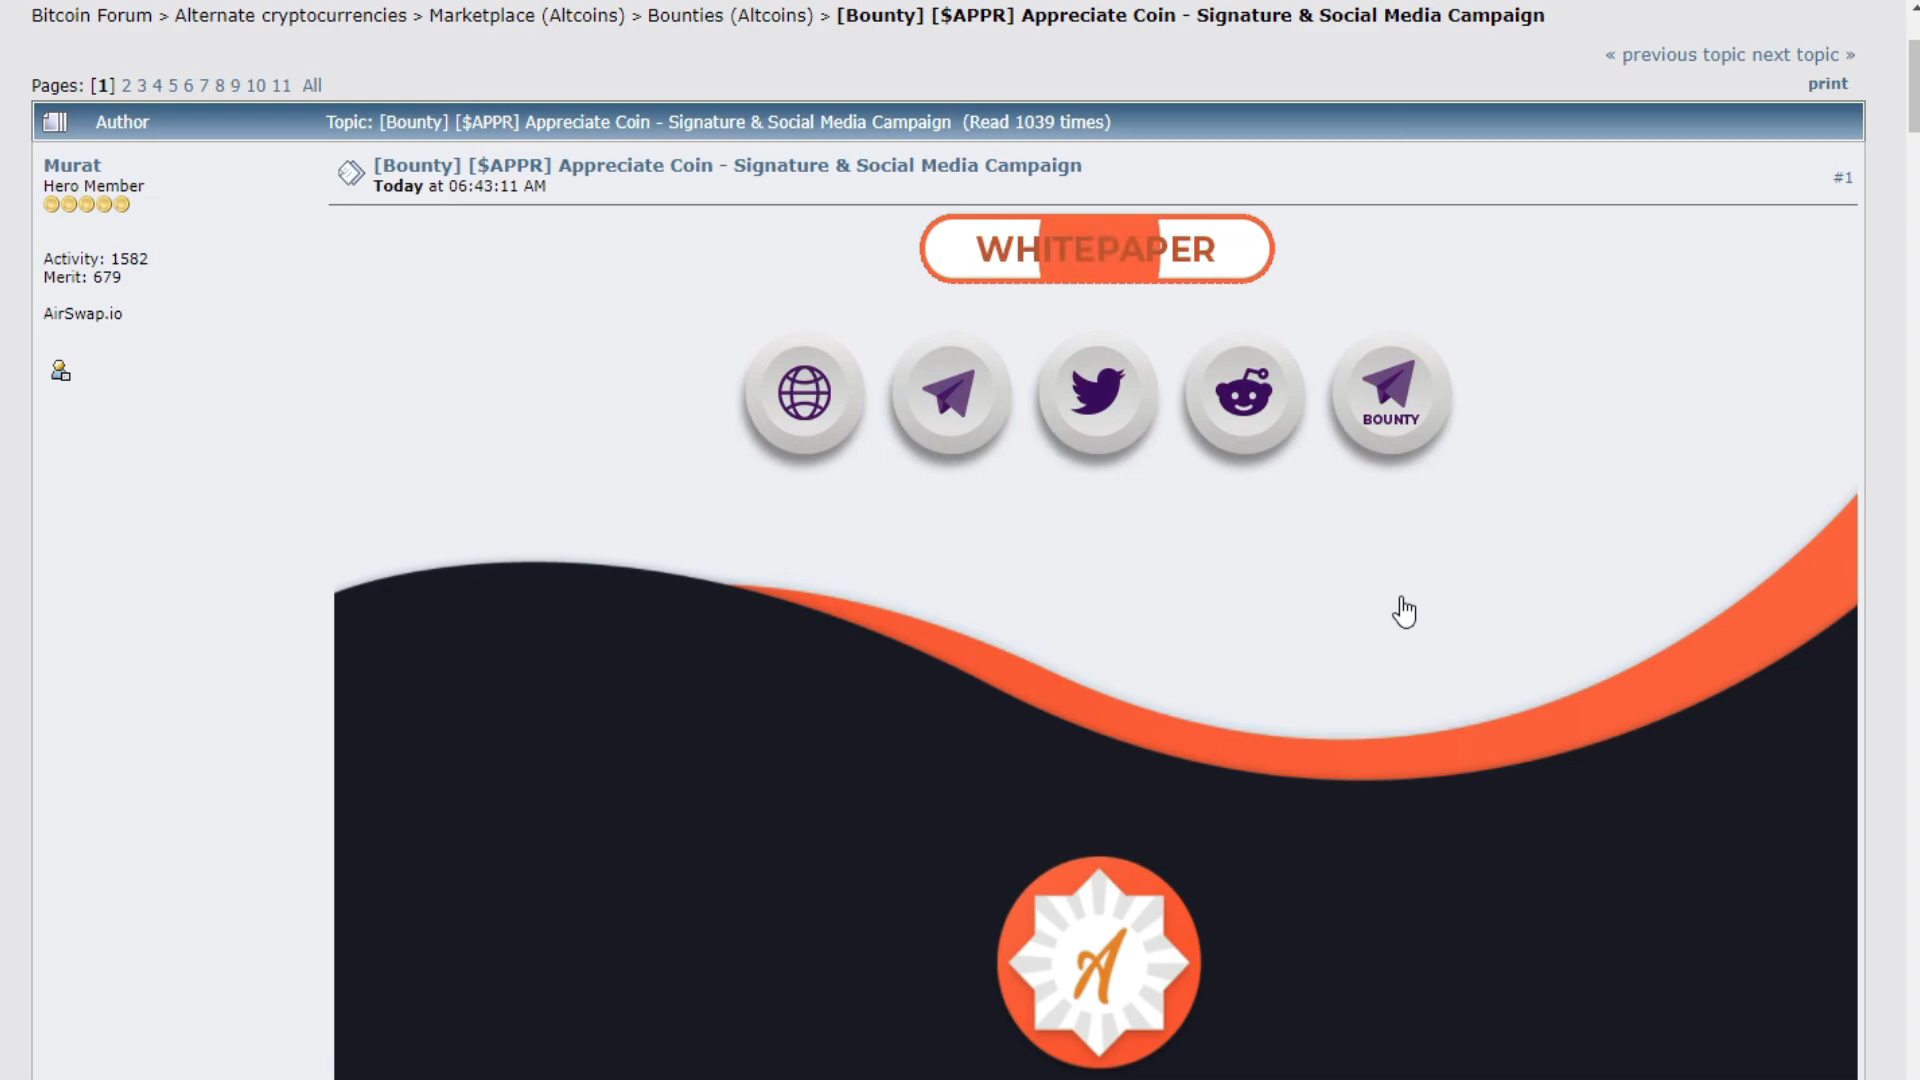 Bitcoin Forum > Alternate cryptocurrencies > Marketplace (Altcoins) > Bounties (Altcoins) > [Bounty] [$APPR] Appreciate Coin - Signature & Social Media Campaign
« previous topic next topic »
Pages: [1] 2 3 4 5 6 7 8 9 10 11 All
print
Author
Topic: [Bounty] [$APPR] Appreciate Coin - Signature & Social Media Campaign (Read 1039 times)
Murat
Hero Member
Activity: 1582
Merit: 679
AirSwap.io
[Bounty] [$APPR] Appreciate Coin - Signature & Social Media Campaign
Today at 06:43:11 AM
#1
WHITEPAPER
BOUNTY
A